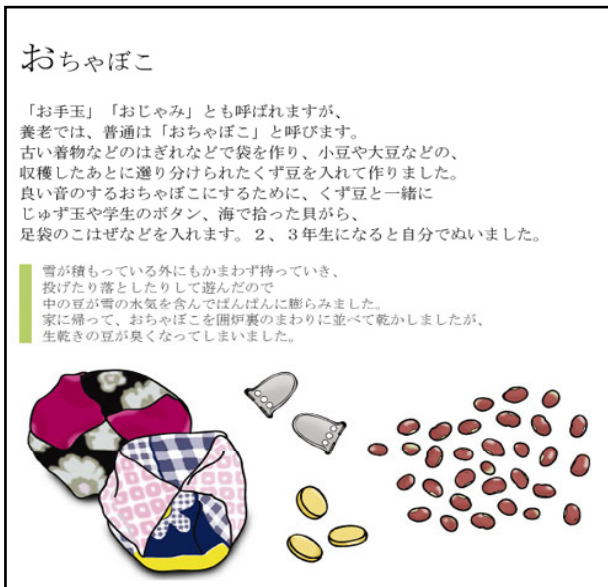 おちゃぼこ
「お手玉」「おじゃみ」とも呼ばれますが、
養老では、普通は「おちゃぼこ」と呼びます。
古い着物などのはぎれなどで袋を作り、小豆や大豆などの、
収穫したあとに選り分けられたくず豆を入れて作りました。
良い音のするおちゃぼこにするために、くず豆と一緒に
じゅず玉や学生のボタン、海で拾った貝がら、
足袋のこはぜなどを入れます。２、３年生になると自分でぬいました。
雪が積もっている外にもかまわず持っていき、
投げたり落としたりして遊んだので
中の豆が雪の水気を含んでぱんぱんに膨らみました。
家に帰って、おちゃぼこを囲炉裏のまわりに並べて乾かしましたが、
生乾きの豆が臭くなってしまいました。